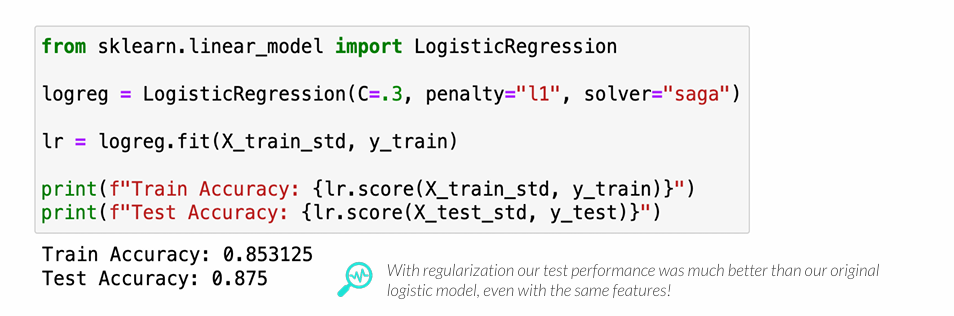 from sklearn.linear_model import LogisticRegression
logreg = LogisticRegression(C=.3, penalty="l1", solver="saga")
lr = logreg.fit(X_train_std, y_train)
print(f"Train Accuracy: {lr.score(X_train_std, y_train)}")
print(f"Test Accuracy: {lr.score(X_test_std, y_test)}")
Train Accuracy: 0.853125
Test Accuracy: 0.875
With regularization our test performance was much better than our original
logistic model, even with the same features!